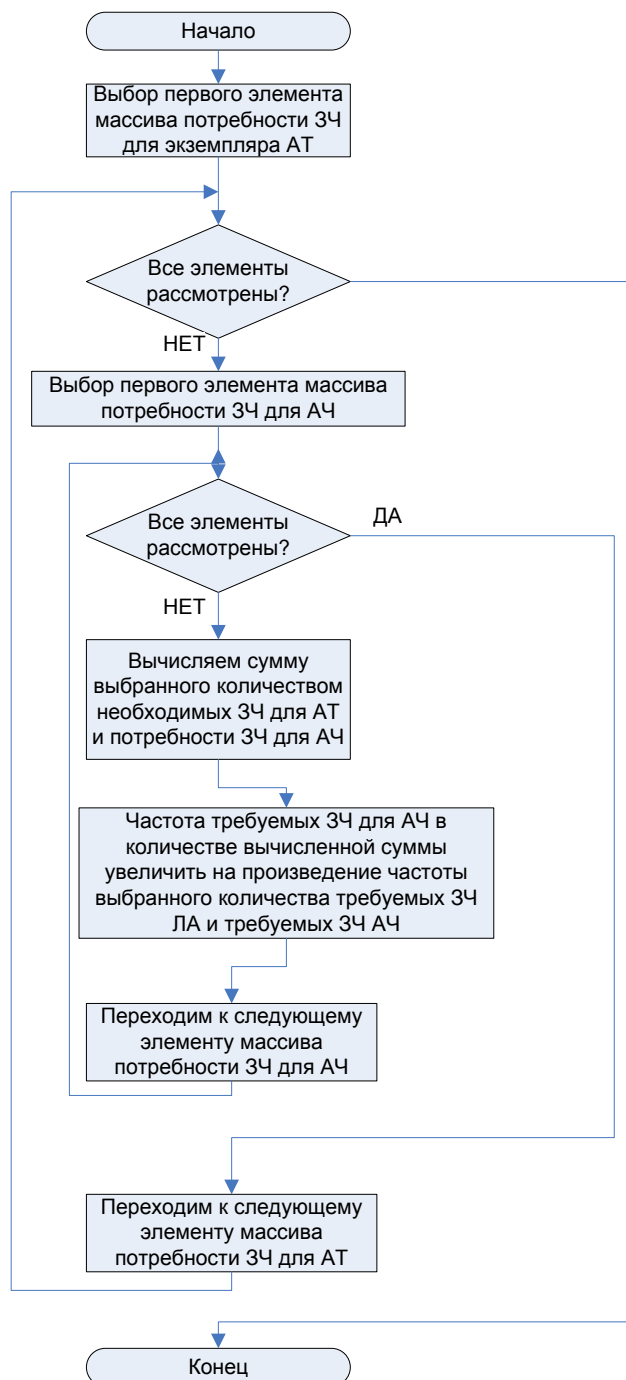 Начало
Выбор первого элемента
массива потребности ЗЧ
для экземпляра АТ
Все элементы
рассмотрены?
НЕТ
Выбор первого элемента массива
потребности ЗЧ для АЧ
Все элементы
рассмотрены?
ДА
НЕТ
Вычисляем сумму
выбранного количеством
необходимых ЗЧ для АТ
и потребности ЗЧ для АЧ
Частота требуемых ЗЧ для АЧ в
количестве вычисленной суммы
увеличить на произведение частоты
выбранного количества требуемых ЗЧ
ЛА и требуемых ЗЧ АЧ
Переходим к следующему
элементу массива
потребности ЗЧ для АЧ
Переходим к следующему
элементу массива
потребности ЗЧ для АТ
Конец